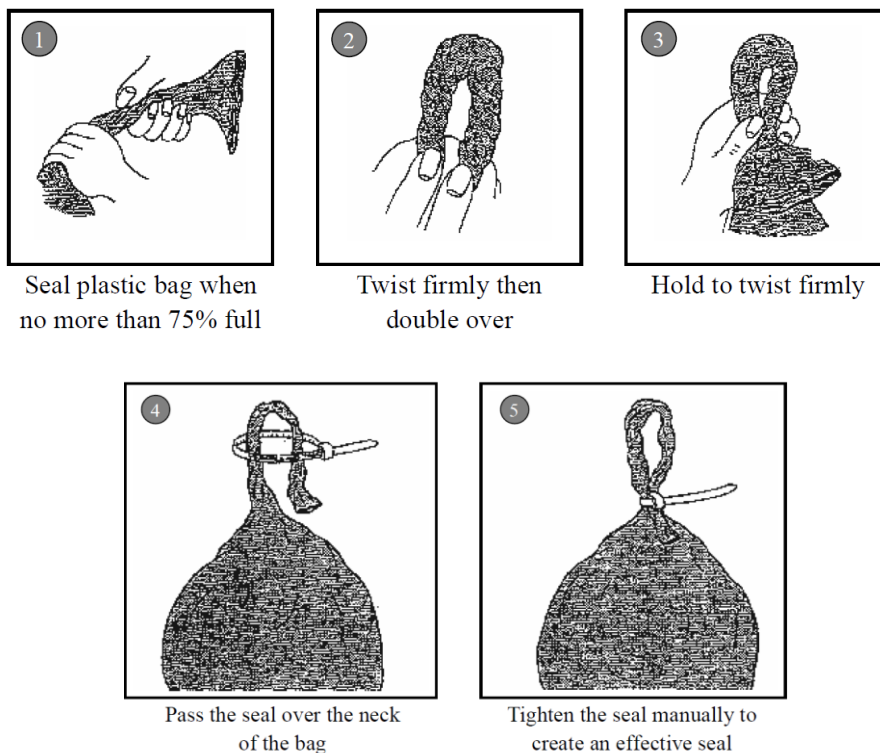 1
2
3
Seal plastic bag when
no more than 75% full
Twist firmly then
double over
Hold to twist firmly
4
5
Pass the seal over the neck
of the bag
Tighten the seal manually to
create an effective seal